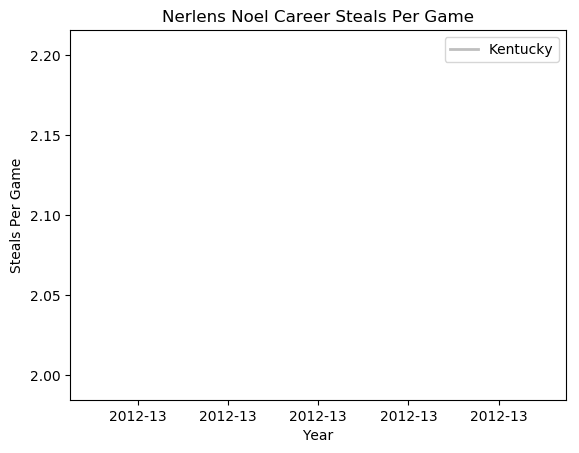 Nerlens Noel Career Steals Per Game
Kentucky
2.20
2.15
2.10
2.05
2.00
Steals Per Game
2012-13 2012-13 2012-13 2012-13 2012-13
Year